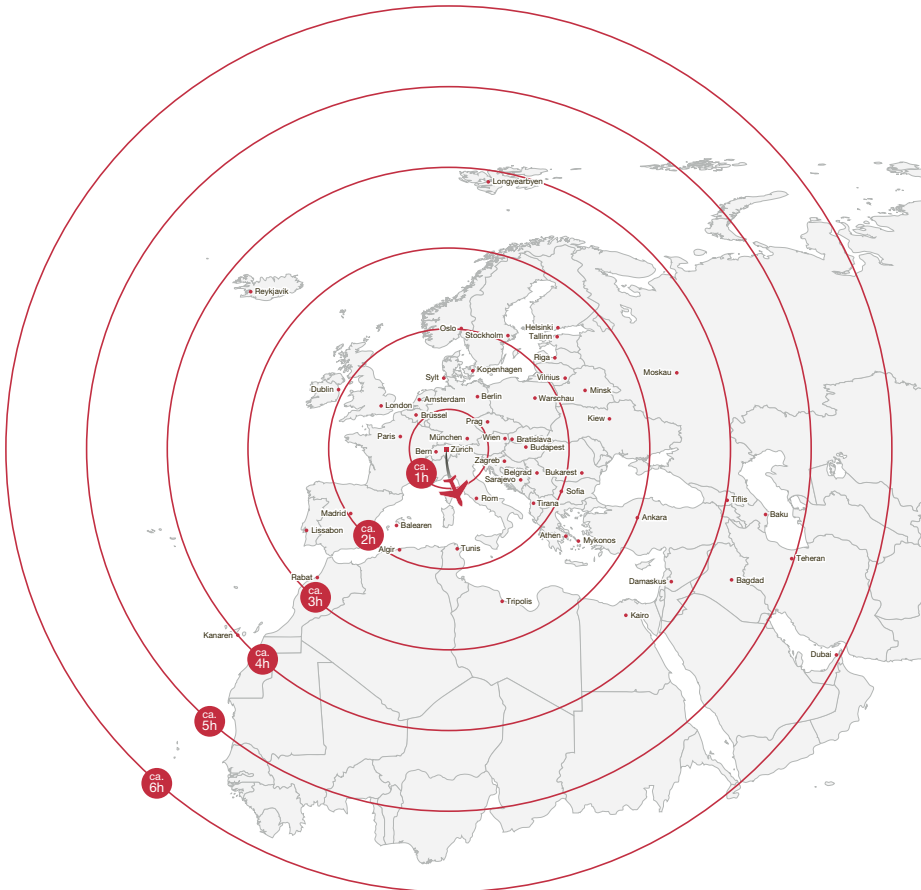 Longyearbyen
Reykjavik
Oslo
Stockholm
Helsinki
Tallinn
Riga
Moskau
Kopenhagen
Sylt
Vilnius
Dublin
Minsk
Amsterdam
Berlin
Warschau
London
Brüssel
Kiew
Prag
Paris
München
Wien
Bratislava
Budapest
Bern
Zürich
Zagreb
ca.
1h
Belgrad
Bukarest
Sarajevo
Sofia
Rom
Tirana
Tiflis
Madrid
Balearen
Ankara
Baku
Lissabon
ca.
2h
Athen
Mykonos
Algir
Tunis
Teheran
Rabat
Damaskus
Bagdad
ca.
3h
Tripolis
Kairo
Kanaren
ca.
4h
Dubai
ca.
5h
ca.
6h